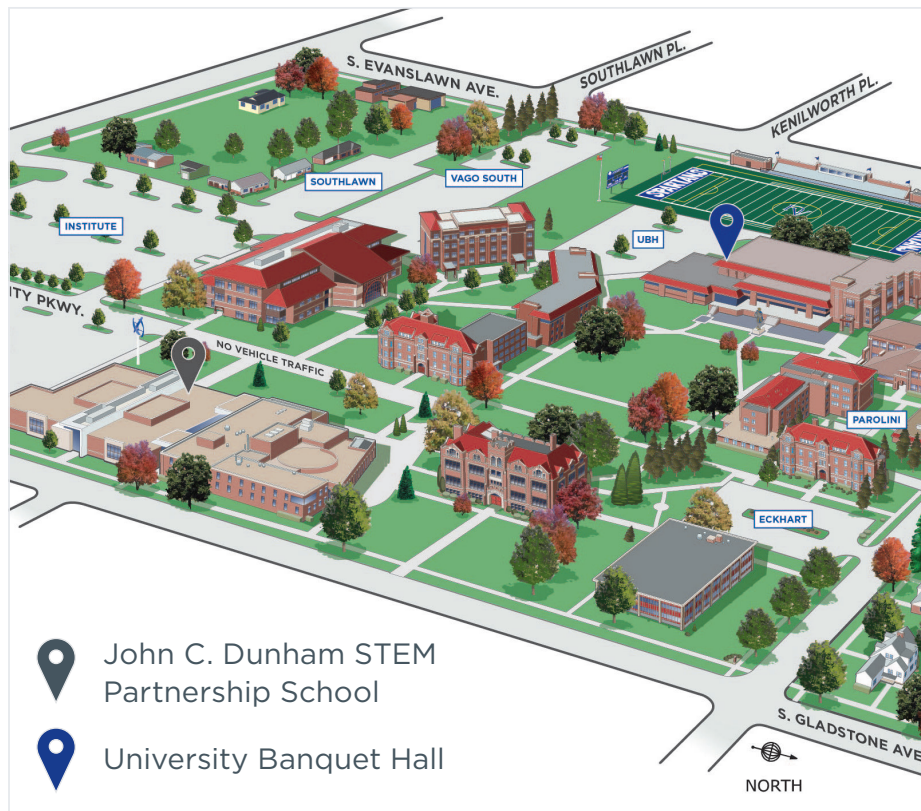 S. EVANSLAWN AVE.
SOUTHLAWN PL.
KENILWORTH PL.
SOUTHLAWN
VAGO SOUTH
SPARTANS
INSTITUTE
UBH
ITY PKWY.
NO VEHICLE TRAFFIC
PAROLINI
ECKHART
John C. Dunham STEM
Partnership School
University Banquet Hall
S. GLADSTONE AVE
NORTH